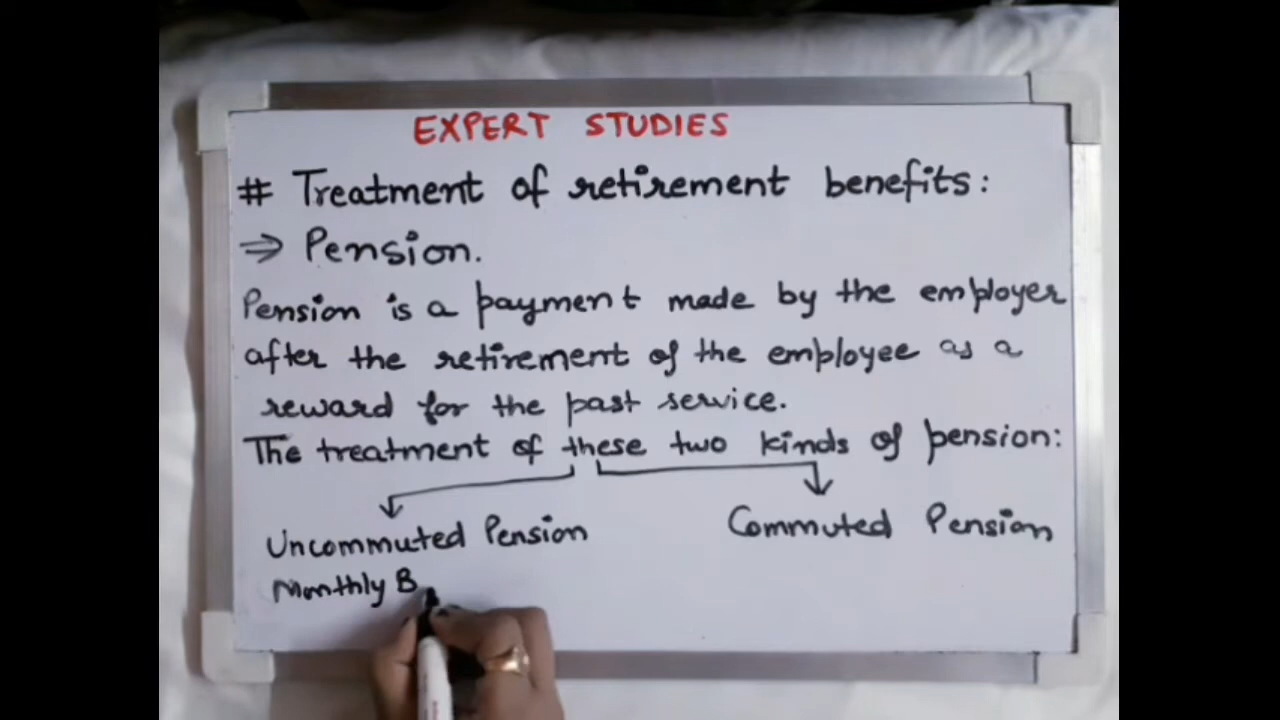 EXPERT STUDIES
# Treatment of retirement benefits:
⇒ Pension.
Pension is a payment made by the employer
after the retirement of the employee as a
reward for the past service.
The treatment of these two kinds of pension:
Uncommuted Pension Commuted Pension
Monthly B